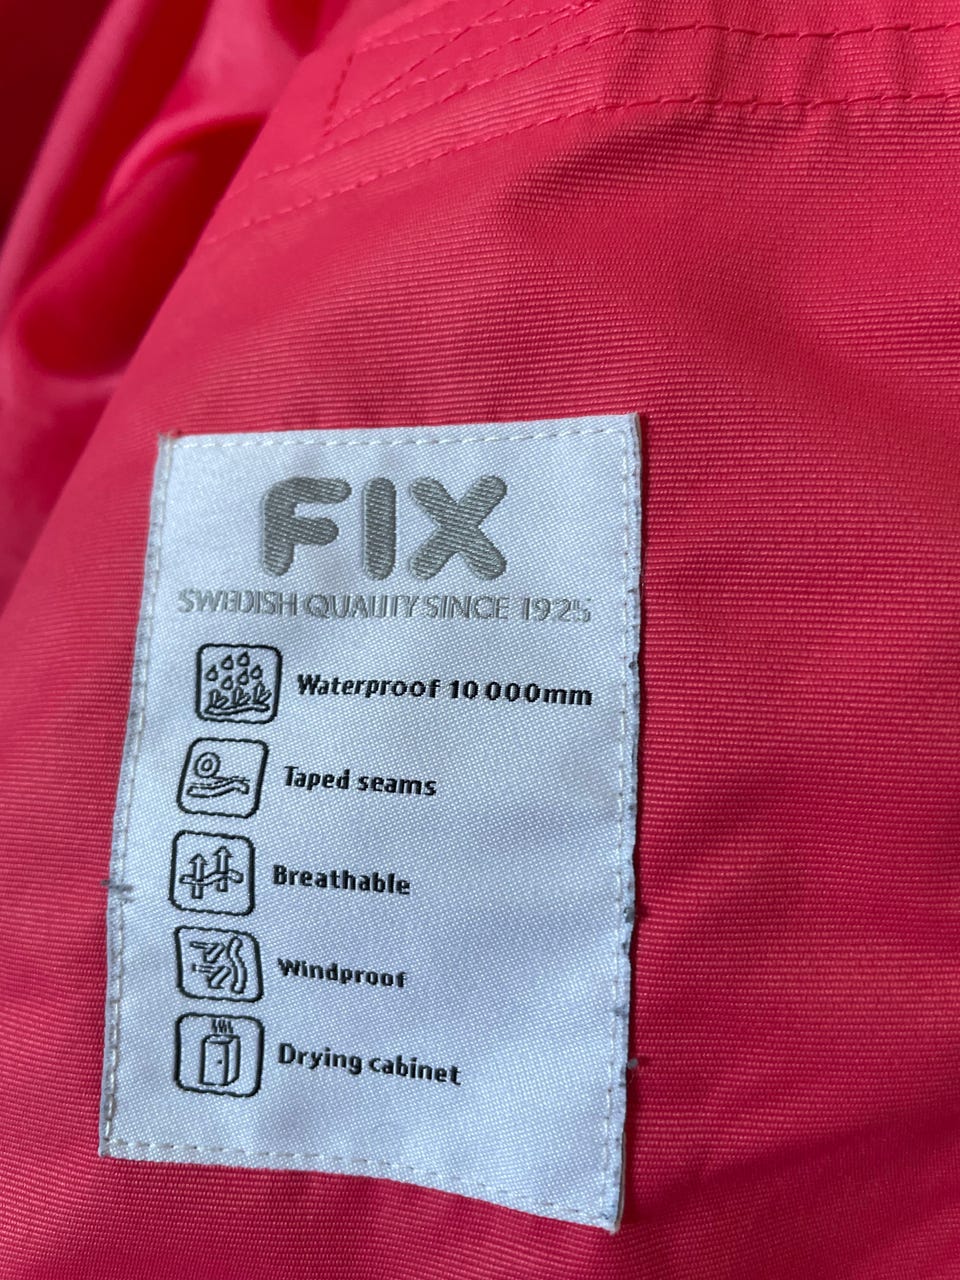 FIX
SWEDISH QUALITY SINCE 1925
Waterproof 10 000mm
Taped seams
Breathable
Windproof
Drying cabinet